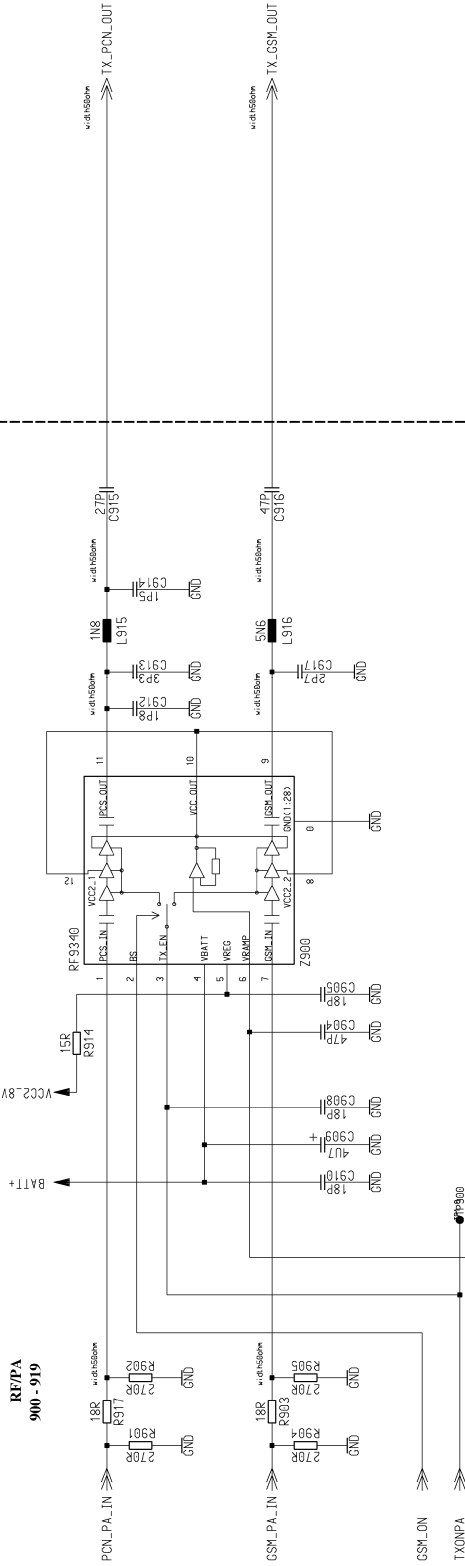 RF/PA
900 - 919
PCN_PA_IN
18R
R917
270R
R901
GND
270R
R902
GND
width50ohm
GSM_PA_IN
18R
R903
270R
R904
GND
270R
R905
GND
width50ohm
GSM_ON
TXONPA
TP900
BATT+
VCC2_8V
15R
R914
18P
C910
GND
4U7
C909
+
GND
18P
C908
GND
47P
C904
GND
18P
C905
GND
RF9340
Z900
1
PCS_IN
2
BS
3
TX_EN
4
VBATT
5
VREG
6
VRAMP
7
GSM_IN
12
VCC2_1
8
VCC2_2
PCS_OUT
11
VCC_OUT
10
GSM_OUT
9
GND(1:28)
0
GND
width50ohm
1P8
C912
GND
3P3
C913
GND
1N8
L915
1P5
C914
GND
width50ohm
27P
C915
width50ohm
TX_PCN_OUT
2P7
C917
GND
5N6
L916
width50ohm
47P
C916
width50ohm
TX_GSM_OUT